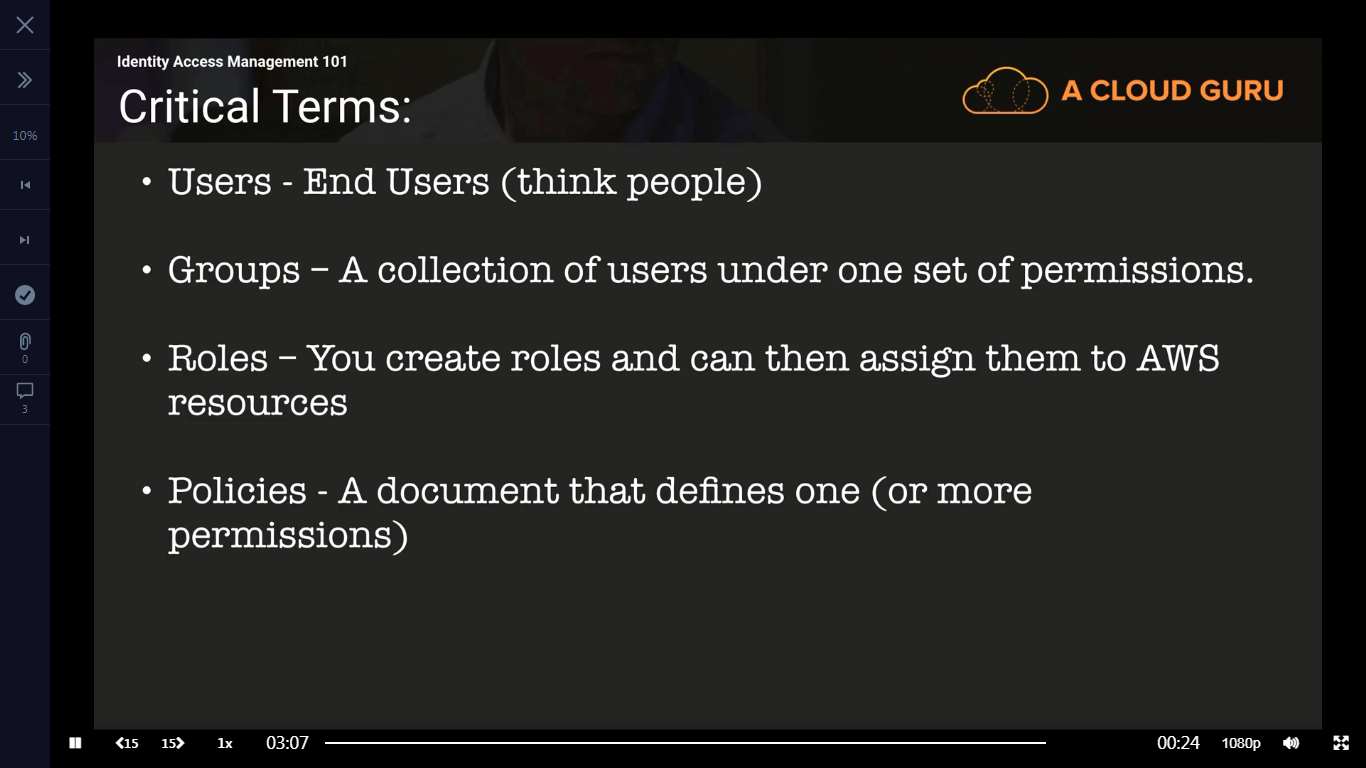 Identity Access Management 101
Critical Terms:
A CLOUD GURU
10%
• Users - End Users (think people)
• Groups – A collection of users under one set of permissions.
• Roles – You create roles and can then assign them to AWS
resources
• Policies - A document that defines one (or more
permissions)
0
3
15
15
1x
03:07
00:24
1080p